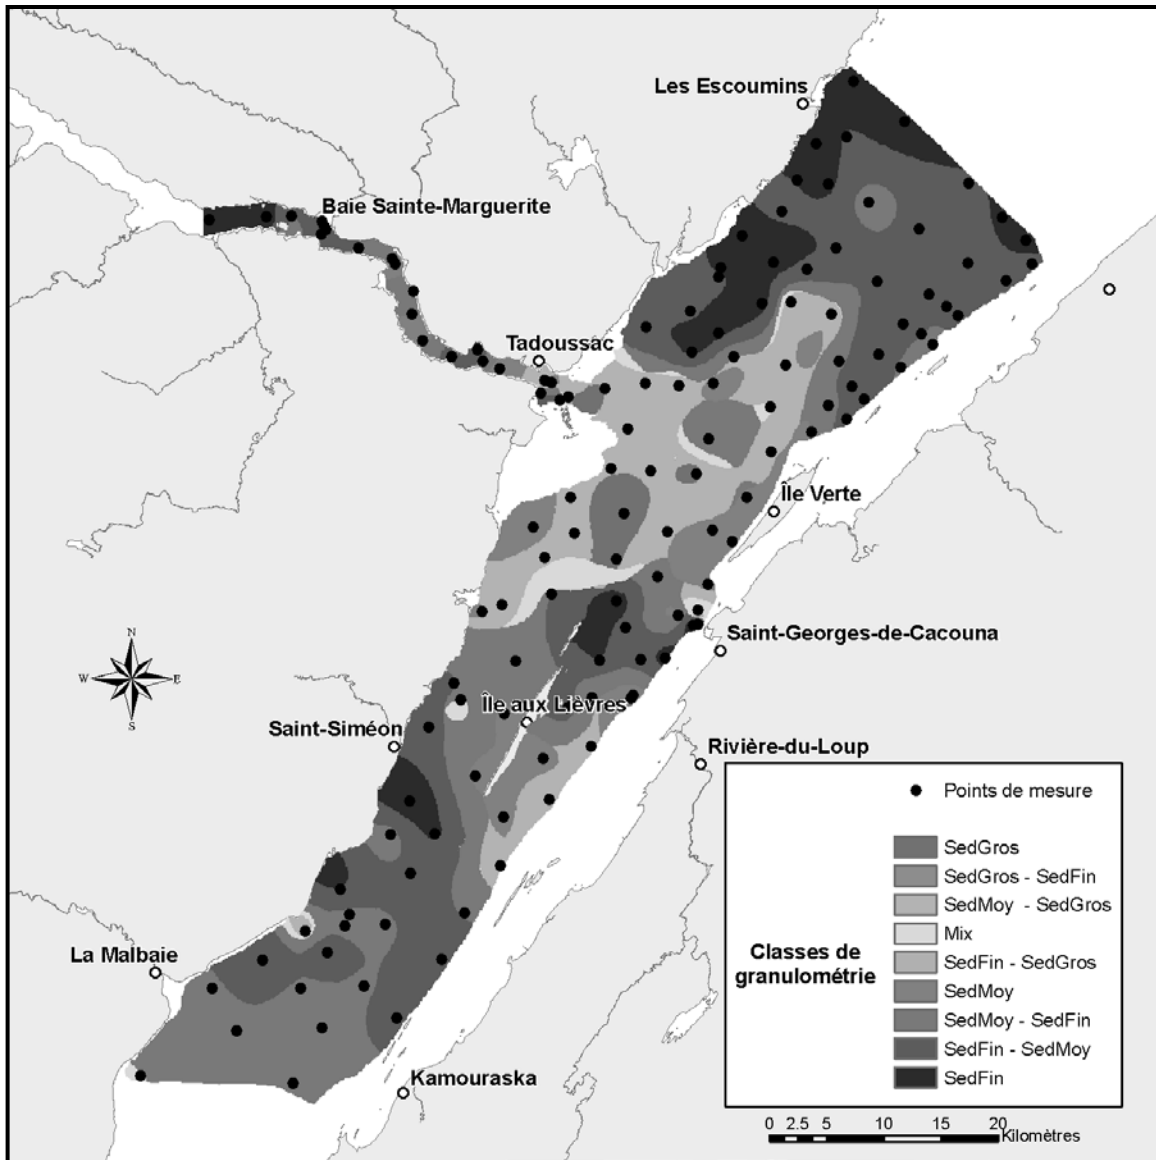 Les Escoumins
Baie Sainte-Marguerite
Tadoussac
Île Verte
Saint-Georges-de-Cacouna
N
W E
S
Île aux Lièvres
Saint-Siméon
Rivière-du-Loup
La Malbaie
Kamouraska
Points de mesure
Classes de
granulométrie
SedGros
SedGros - SedFin
SedMoy - SedGros
Mix
SedFin - SedGros
SedMoy
SedMoy - SedFin
SedFin - SedMoy
SedFin
0 2.5 5 10 15 20
Kilomètres